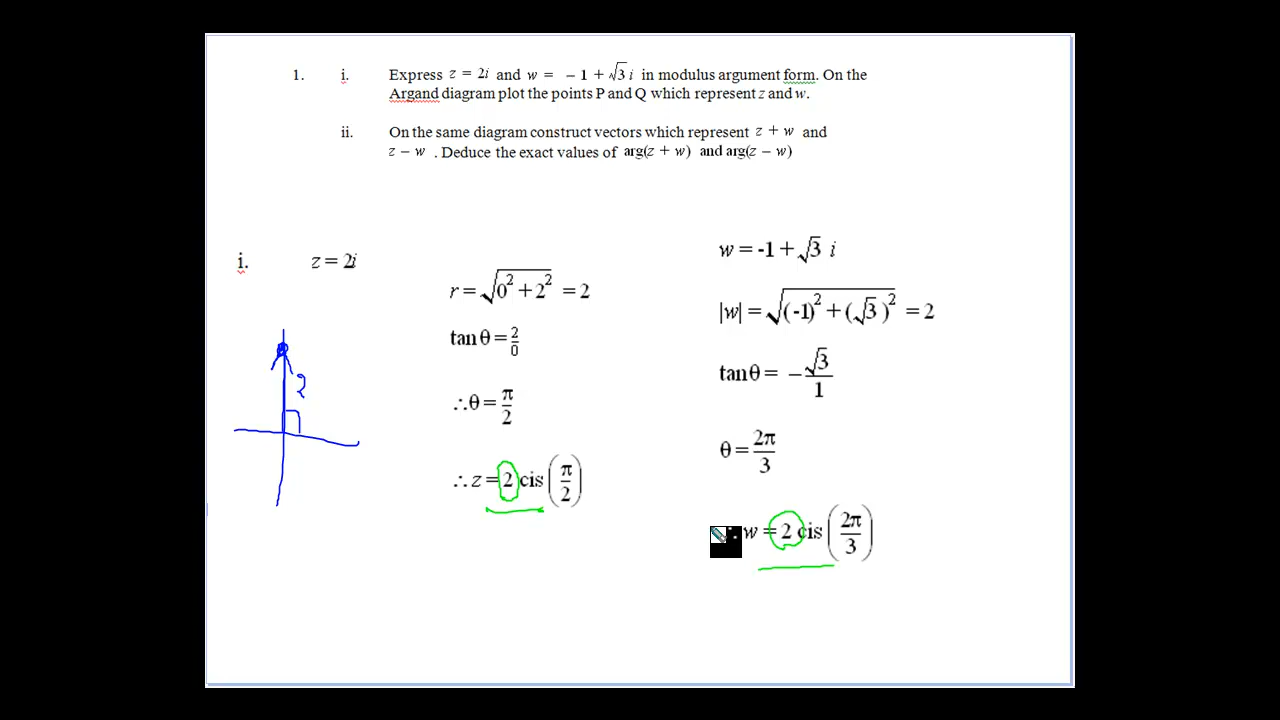 1. i. Express z = 2i and w = − 1 + √3 i in modulus argument form. On the
Argand diagram plot the points P and Q which represent z and w.
ii. On the same diagram construct vectors which represent z + w and
z − w . Deduce the exact values of arg(z + w) and arg(z − w)
i. z = 2i
r = √(0² + 2²) = 2
tan θ = 2/0
∴θ = π/2
∴ z = 2 cis (π/2)
2
w = -1 + √3 i
|w| = √((-1)² + (√3)²) = 2
tan θ = − √3/1
θ = 2π/3
w = 2 cis (2π/3)